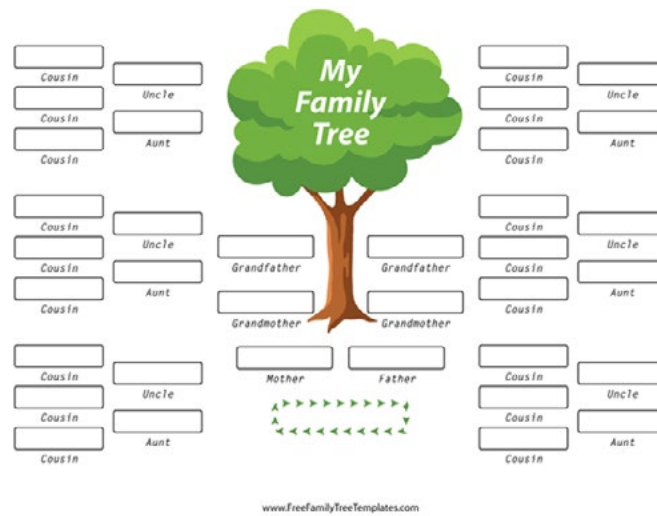 My
Family
Tree
Cousin
Uncle
Cousin
Aunt
Cousin
Cousin
Uncle
Cousin
Aunt
Cousin
Cousin
Uncle
Cousin
Aunt
Cousin
Grandfather
Grandfather
Grandmother
Grandmother
Mother
Father
Cousin
Uncle
Cousin
Aunt
Cousin
Cousin
Uncle
Cousin
Aunt
Cousin
Cousin
Uncle
Cousin
Aunt
Cousin
www.FreeFamilyTreeTemplates.com